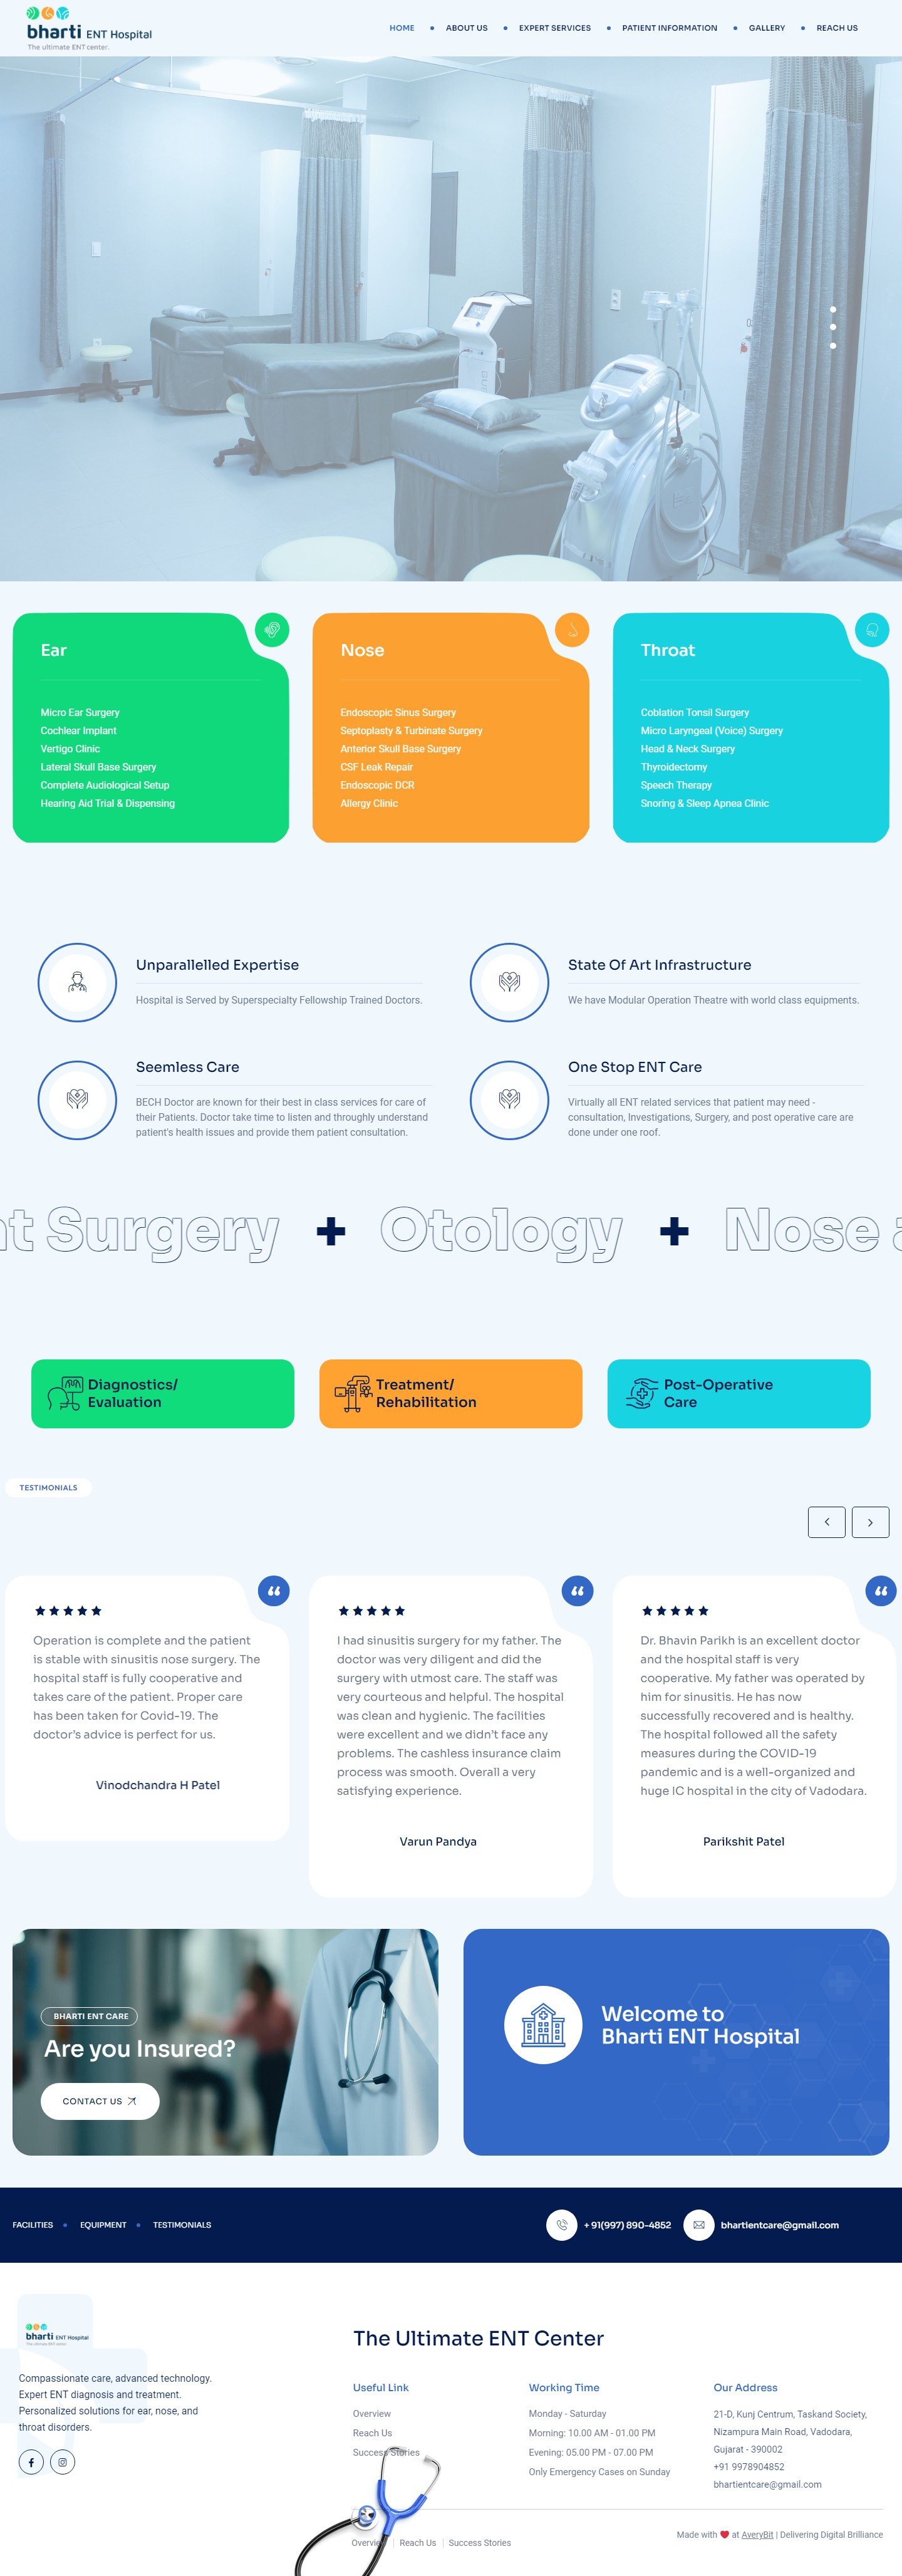 bharti ENT Hospital
The ultimate ENT center.
HOME
ABOUT US
EXPERT SERVICES
PATIENT INFORMATION
GALLERY
REACH US
Ear
Micro Ear Surgery
Cochlear Implant
Vertigo Clinic
Lateral Skull Base Surgery
Complete Audiological Setup
Hearing Aid Trial & Dispensing
Nose
Endoscopic Sinus Surgery
Septoplasty & Turbinate Surgery
Anterior Skull Base Surgery
CSF Leak Repair
Endoscopic DCR
Allergy Clinic
Throat
Coblation Tonsil Surgery
Micro Laryngeal (Voice) Surgery
Head & Neck Surgery
Thyroidectomy
Speech Therapy
Snoring & Sleep Apnea Clinic
Unparallelled Expertise
Hospital is Served by Superspecialty Fellowship Trained Doctors.
State Of Art Infrastructure
We have Modular Operation Theatre with world class equipments.
Seemless Care
BECH Doctor are known for their best in class services for care of
their Patients. Doctor take time to listen and throughly understand
patient's health issues and provide them patient consultation.
One Stop ENT Care
Virtually all ENT related services that patient may need -
consultation, Investigations, Surgery, and post operative care are
done under one roof.
nt Surgery + Otology + Nose a
Diagnostics/
Evaluation
Treatment/
Rehabilitation
Post-Operative
Care
TESTIMONIALS
Operation is complete and the patient
is stable with sinusitis nose surgery. The
hospital staff is fully cooperative and
takes care of the patient. Proper care
has been taken for Covid-19. The
doctor's advice is perfect for us.
Vinodchandra H Patel
I had sinusitis surgery for my father. The
doctor was very diligent and did the
surgery with utmost care. The staff was
very courteous and helpful. The hospital
was clean and hygienic. The facilities
were excellent and we didn't face any
problems. The cashless insurance claim
process was smooth. Overall a very
satisfying experience.
Varun Pandya
Dr. Bhavin Parikh is an excellent doctor
and the hospital staff is very
cooperative. My father was operated by
him for sinusitis. He has now
successfully recovered and is healthy.
The hospital followed all the safety
measures during the COVID-19
pandemic and is a well-organized and
huge IC hospital in the city of Vadodara.
Parikshit Patel
BHARTI ENT CARE
Are you Insured?
CONTACT US
Welcome to
Bharti ENT Hospital
FACILITIES
EQUIPMENT
TESTIMONIALS
+ 91(997) 890-4852
bhartientcare@gmail.com
bharti ENT Hospital
The ultimate ENT center.
Compassionate care, advanced technology.
Expert ENT diagnosis and treatment.
Personalized solutions for ear, nose, and
throat disorders.
The Ultimate ENT Center
Useful Link
Overview
Reach Us
Success Stories
Working Time
Monday - Saturday
Morning: 10.00 AM - 01.00 PM
Evening: 05.00 PM - 07.00 PM
Only Emergency Cases on Sunday
Our Address
21-D, Kunj Centrum, Taskand Society,
Nizampura Main Road, Vadodara,
Gujarat - 390002
+91 9978904852
bhartientcare@gmail.com
Overview
Reach Us
Success Stories
Made with ❤ at AveryBit | Delivering Digital Brilliance